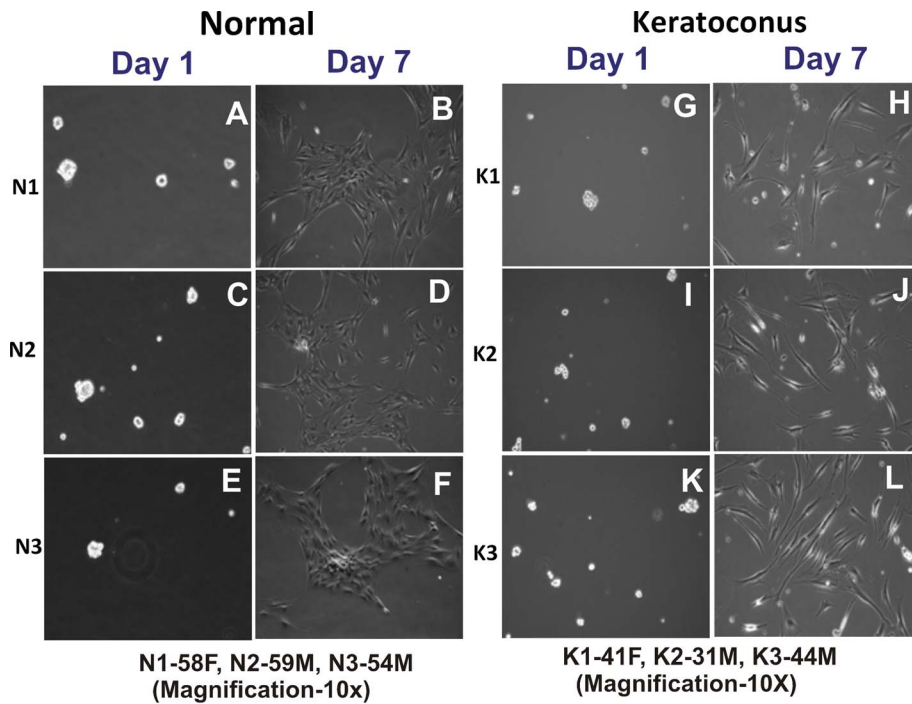 Normal
Keratoconus
Day 1
Day 7
Day 1
Day 7
A
B
G
H
N1
K1
C
D
I
J
N2
K2
E
F
K
L
N3
K3
N1-58F, N2-59M, N3-54M
(Magnification-10x)
K1-41F, K2-31M, K3-44M
(Magnification-10X)